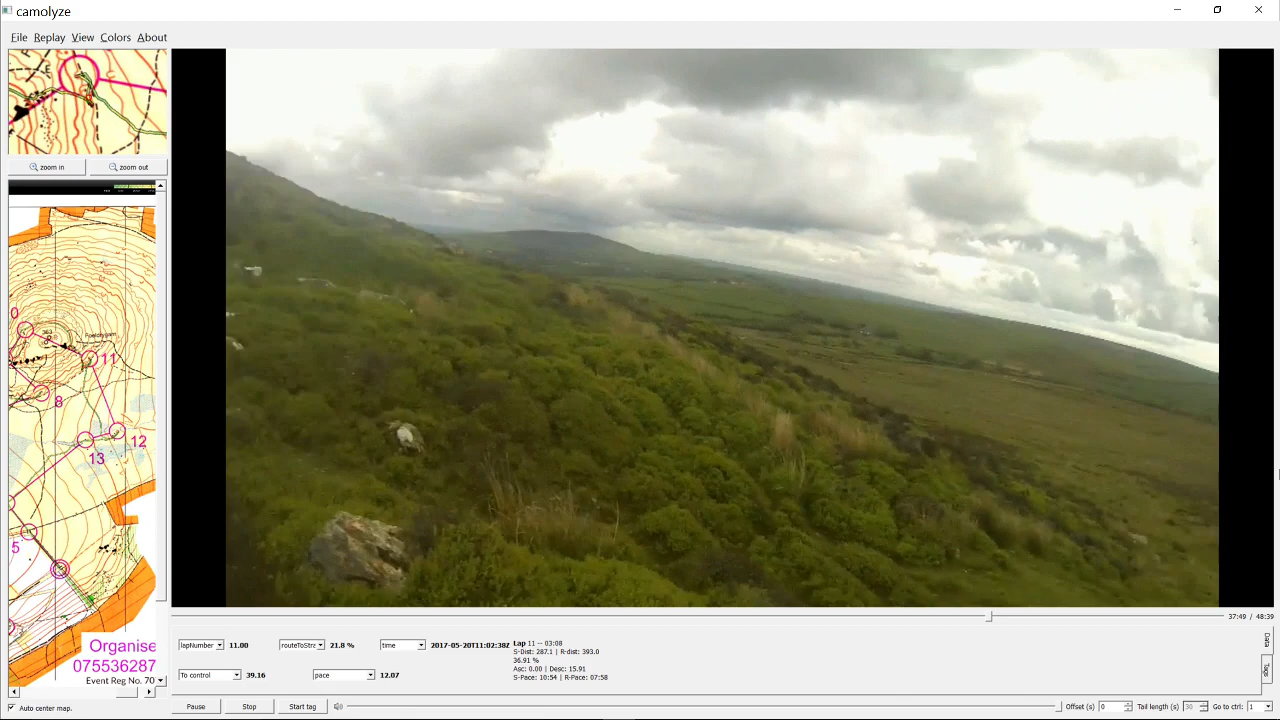 camolyze
File Replay View Colors About
zoom in zoom out
363
11
8
12
13
5
Organise
075536287
Event Reg No. 70
Auto center map.
37:49 / 48:39
lapNumber 11.00 routeToStra 21.8 % time 2017-05-20T11:02:38Z
To control 39.16 pace 12.07
Lap 11 -- 03:08
S-Dist: 287.1 | R-dist: 393.0
36.91 %
Asc: 0.00 | Desc: 15.91
S-Pace: 10:54 | R-Pace: 07:58
Data
Tags
Pause Stop Start tag Offset (s) 0 Tail length (s) 30 Go to ctrl: 1